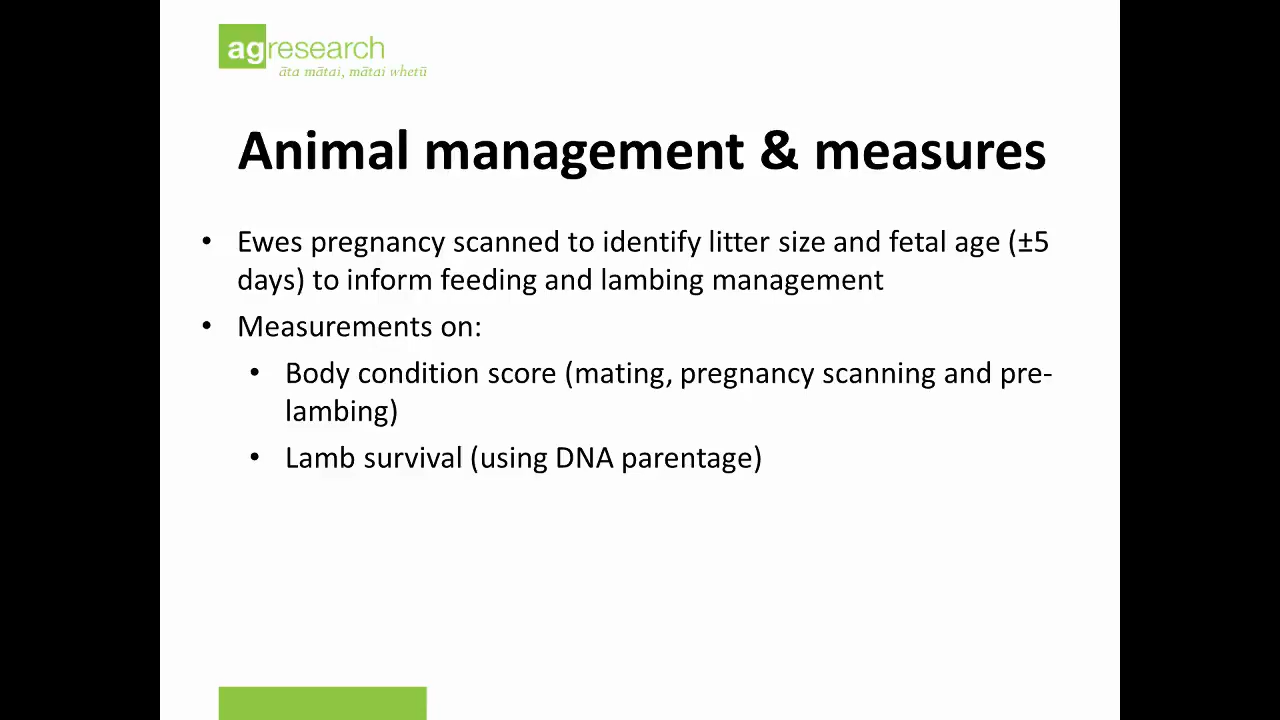 agresearch
āta mātai, mātai whetū
Animal management & measures
• Ewes pregnancy scanned to identify litter size and fetal age (±5
days) to inform feeding and lambing management
• Measurements on:
• Body condition score (mating, pregnancy scanning and pre-
lambing)
• Lamb survival (using DNA parentage)